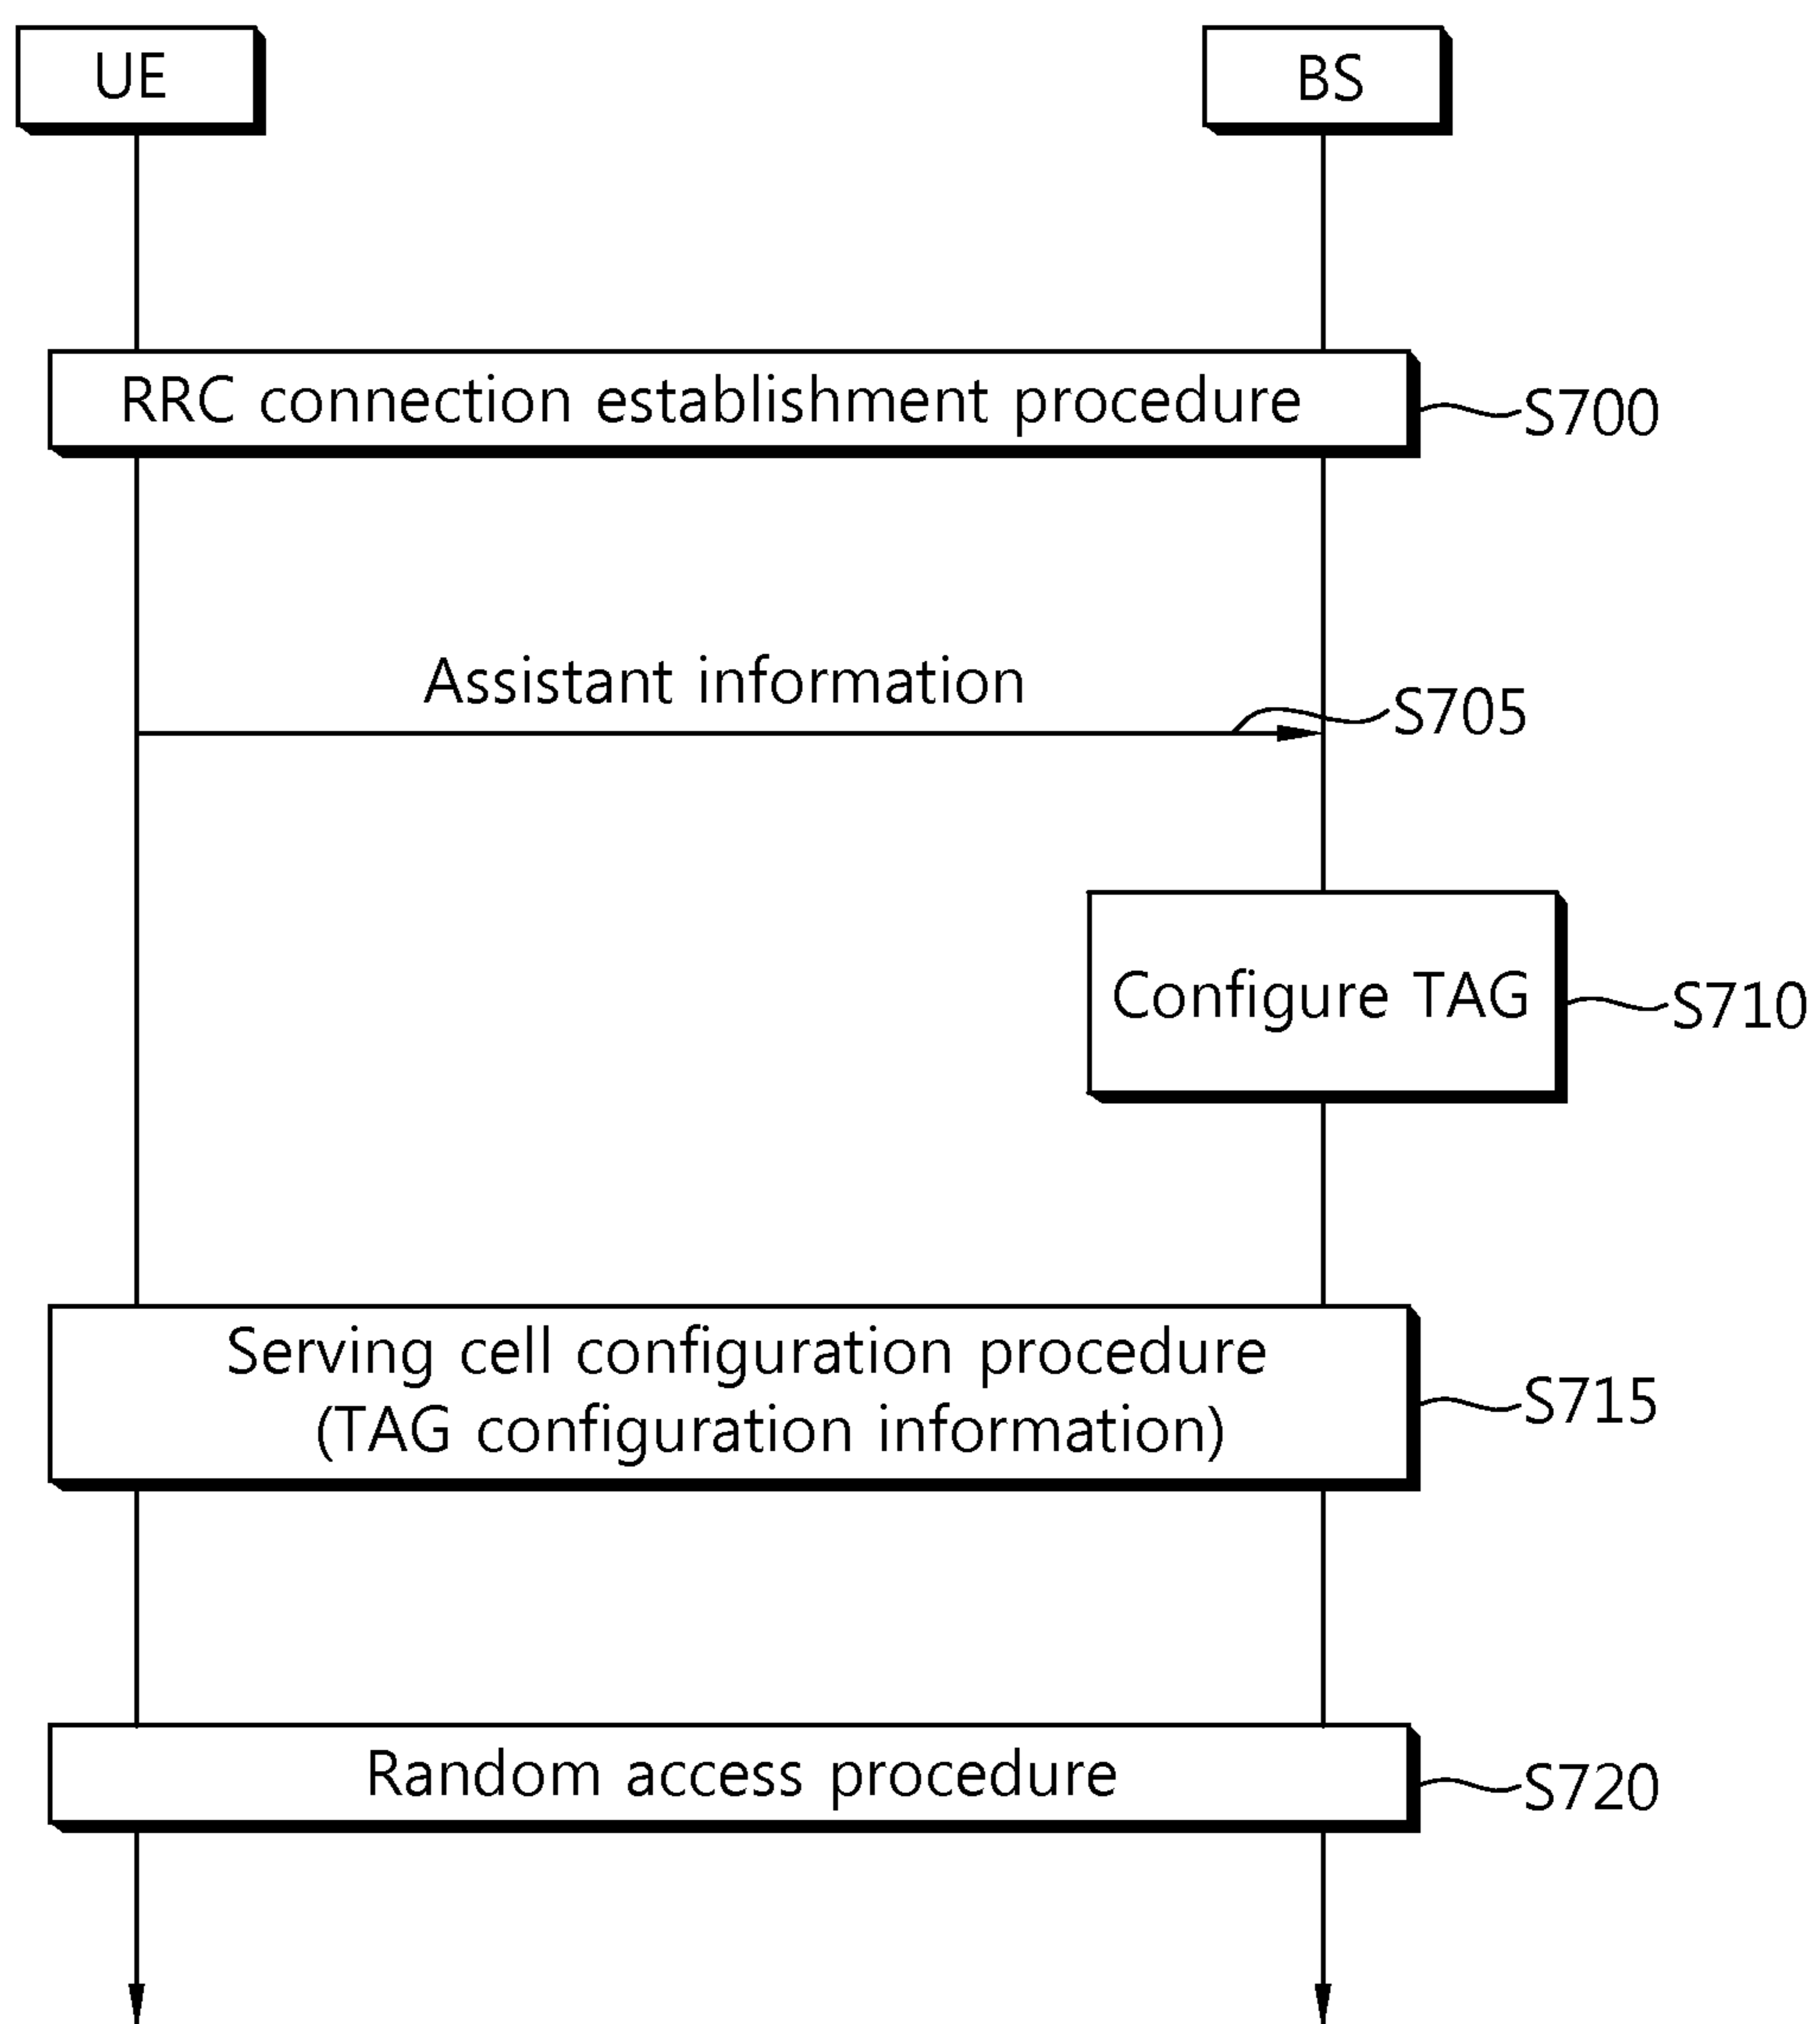 UE
BS
RRC connection establishment procedure
S700
Assistant information
S705
Configure TAG
S710
Serving cell configuration procedure
(TAG configuration information)
S715
Random access procedure
S720